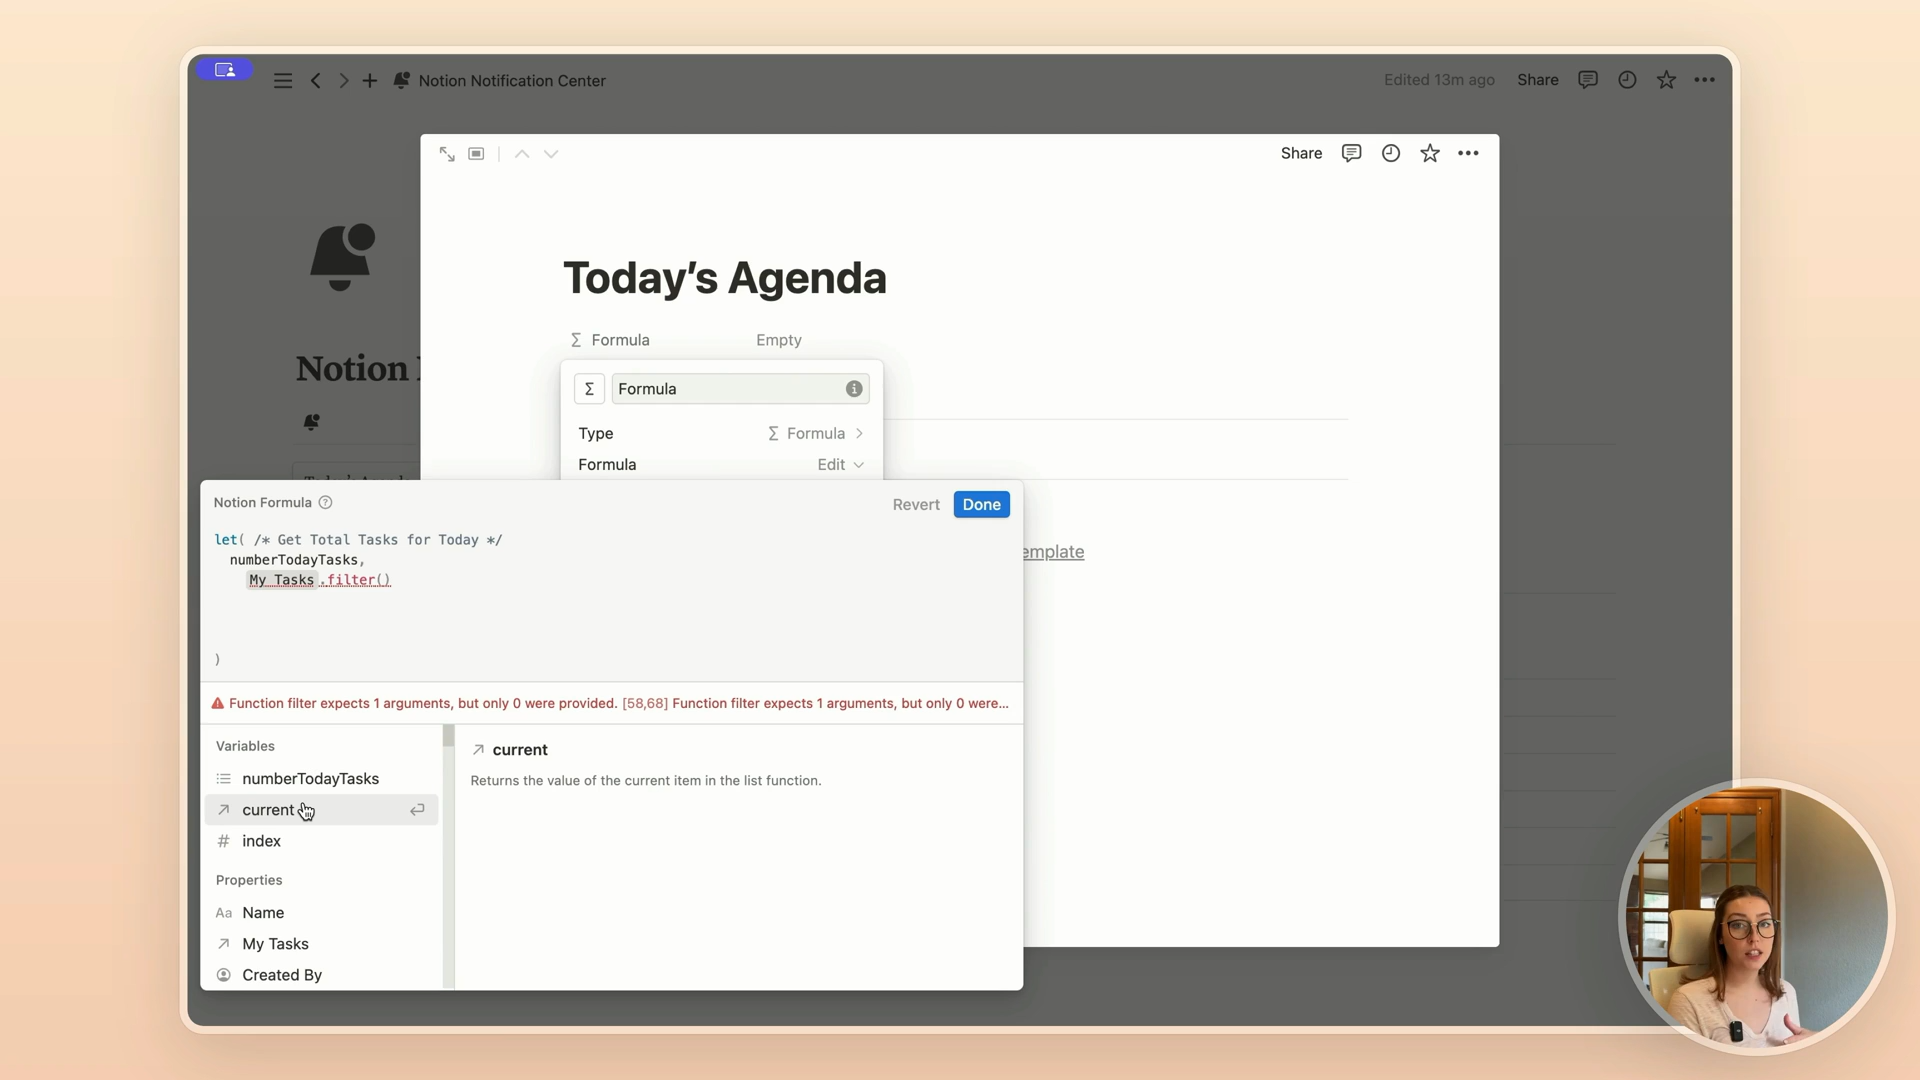 Notion Notification Center
Edited 13m ago
Share
Share
Today's Agenda
Σ Formula
Empty
Notion
Σ
Formula
Type
Σ Formula
Formula
Edit
Notion Formula
Revert
Done
let( /* Get Total Tasks for Today */
numberTodayTasks,
My Tasks.filter()
)
emplate
Function filter expects 1 arguments, but only 0 were provided. [58,68] Function filter expects 1 arguments, but only 0 were...
Variables
numberTodayTasks
current
# index
Properties
Aa Name
My Tasks
Created By
current
Returns the value of the current item in the list function.